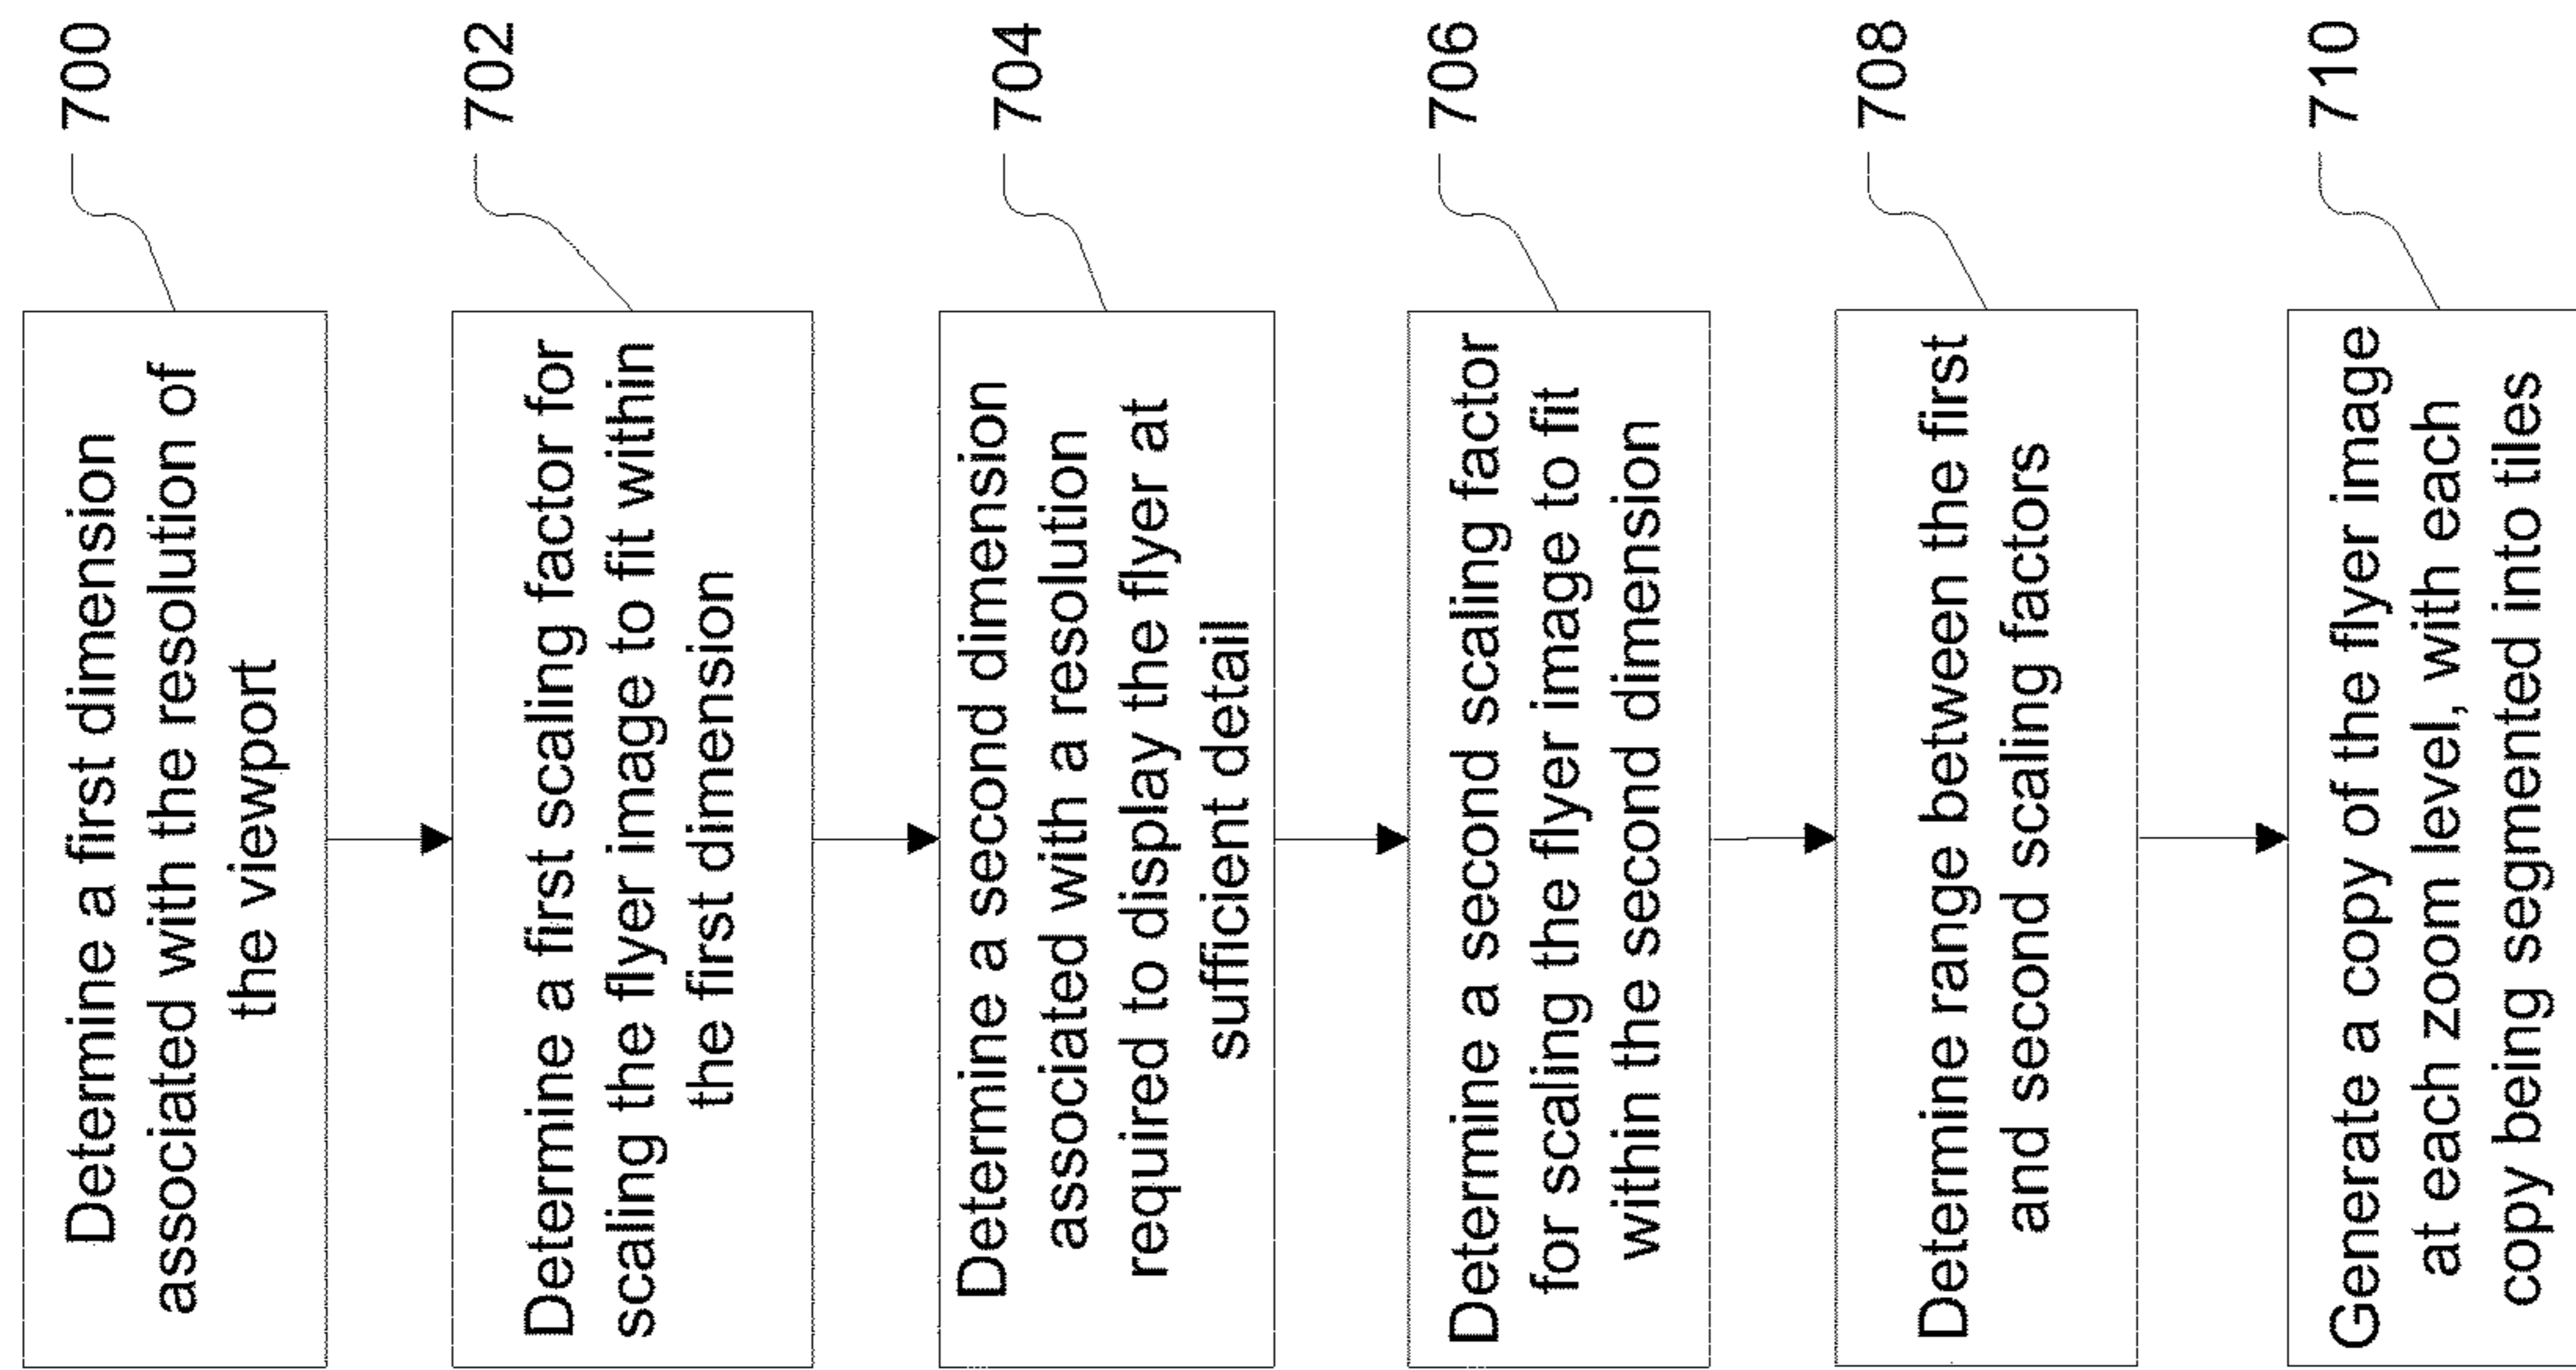 Determine a first dimension
associated with the resolution of
the viewport
700
Determine a first scaling factor for
scaling the flyer image to fit within
the first dimension
702
Determine a second dimension
associated with a resolution
required to display the flyer at
sufficient detail
704
Determine a second scaling factor
for scaling the flyer image to fit
within the second dimension
706
Determine range between the first
and second scaling factors
708
Generate a copy of the flyer image
at each zoom level, with each
copy being segmented into tiles
710